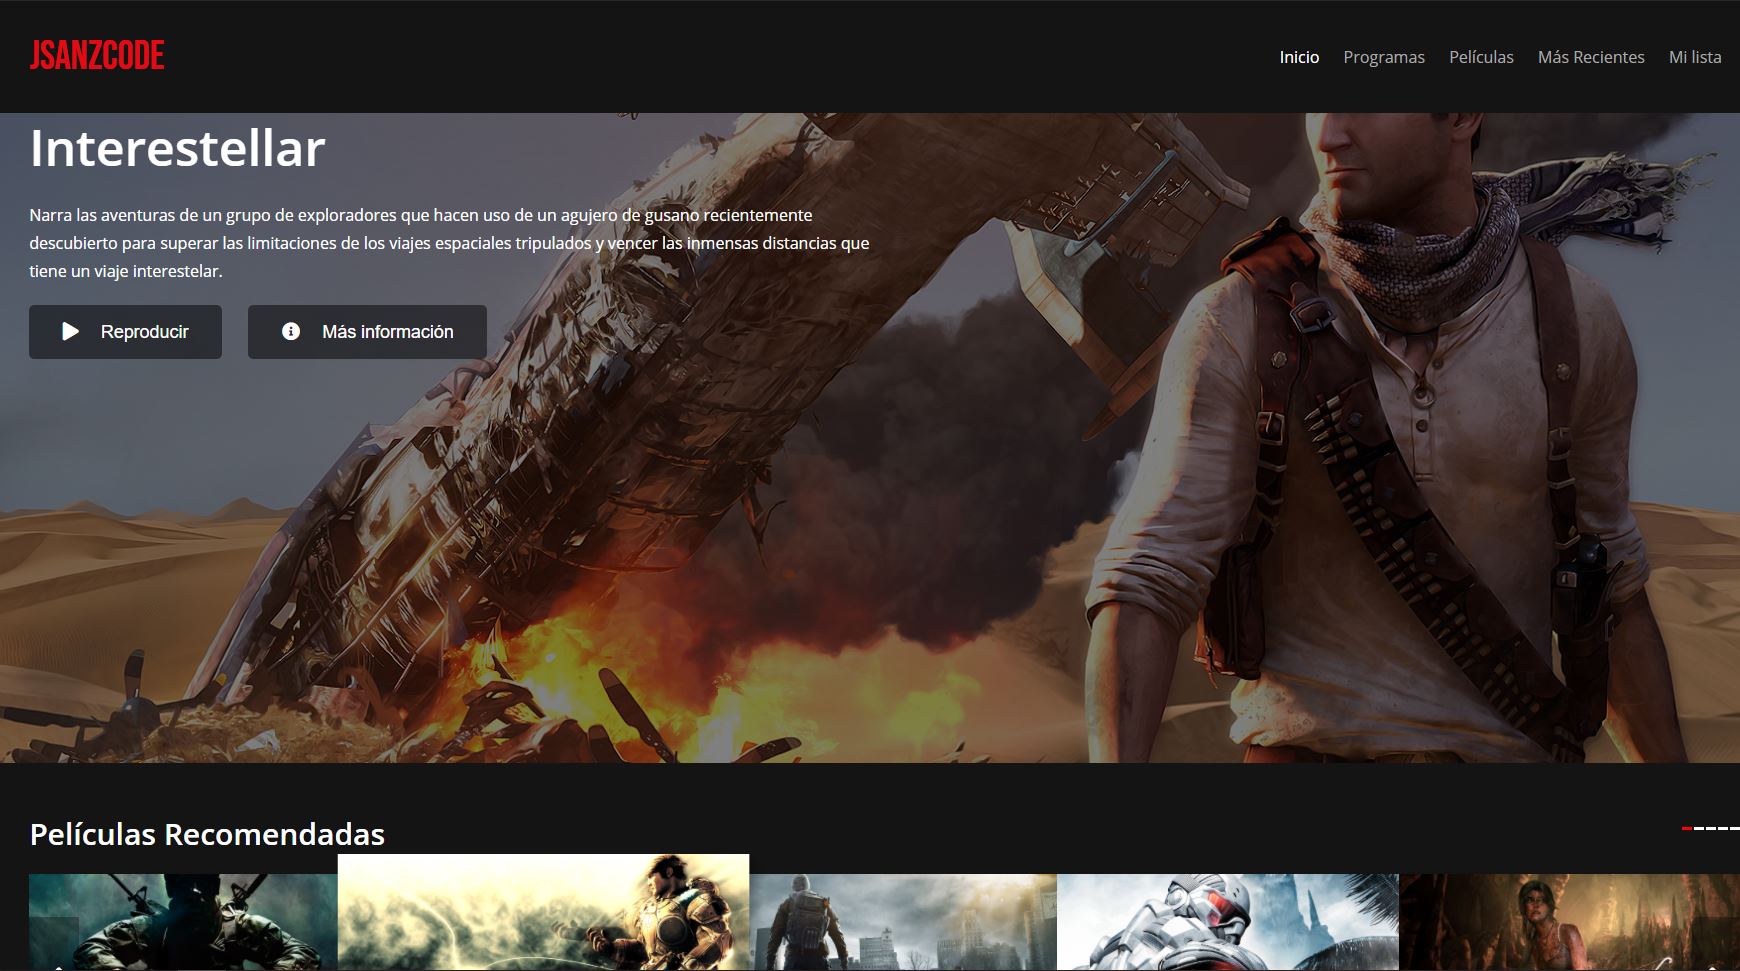 JSANZCODE
Inicio Programas Películas Más Recientes Mi lista
Interestellar
Narra las aventuras de un grupo de exploradores que hacen uso de un agujero de gusano recientemente
descubierto para superar las limitaciones de los viajes espaciales tripulados y vencer las inmensas distancias que
tiene un viaje interestelar.
Reproducir Más información
Películas Recomendadas